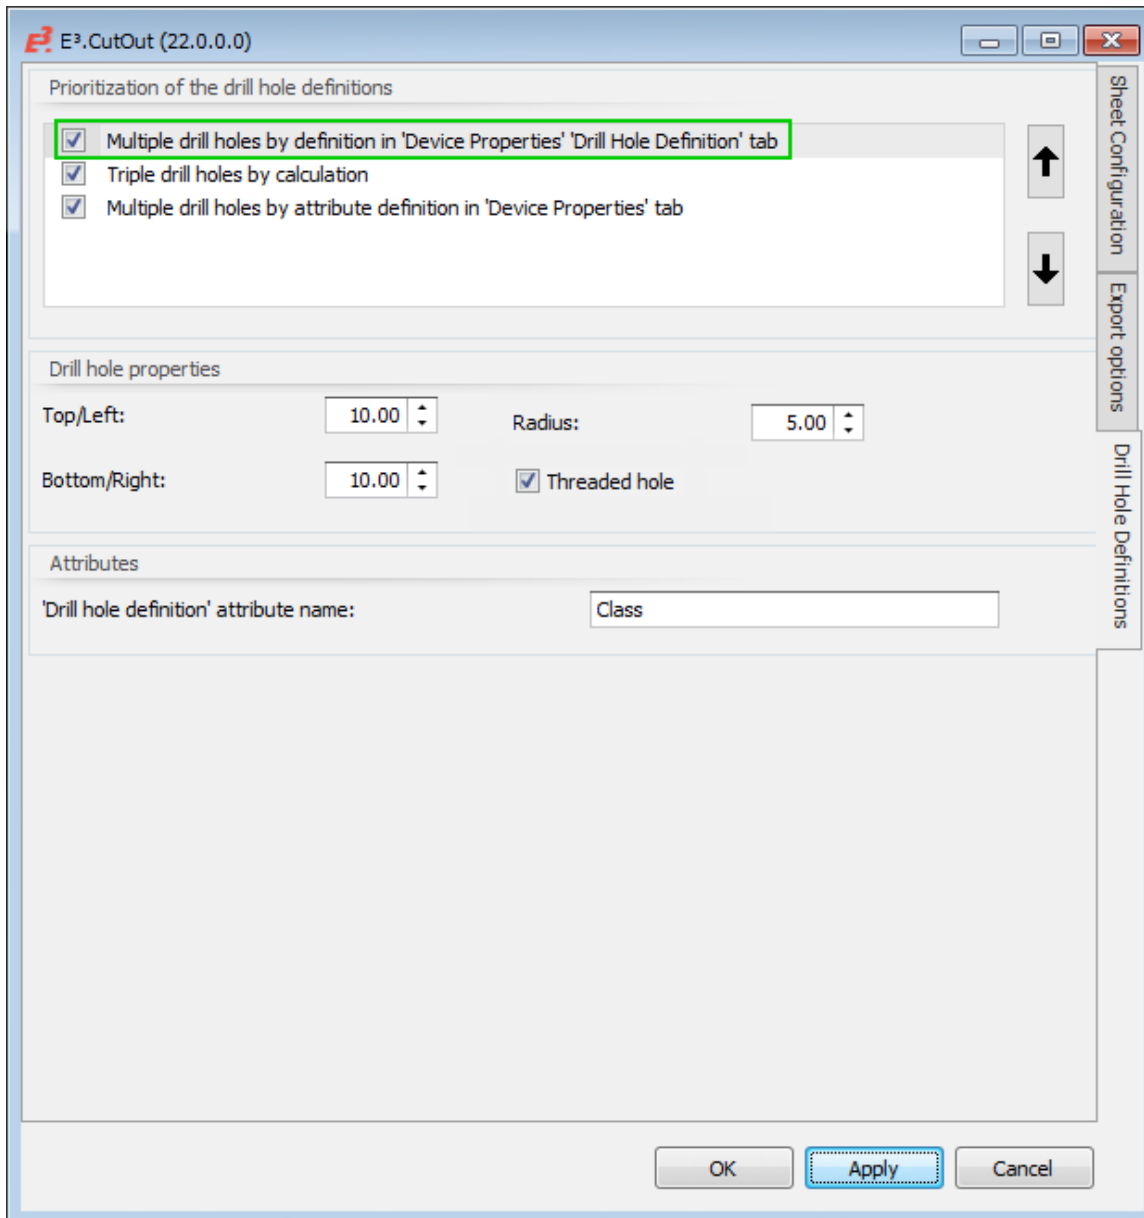 E³.CutOut (22.0.0.0)
Prioritization of the drill hole definitions
Multiple drill holes by definition in 'Device Properties' 'Drill Hole Definition' tab
Triple drill holes by calculation
Multiple drill holes by attribute definition in 'Device Properties' tab
Drill hole properties
Top/Left: 10.00 Radius: 5.00
Bottom/Right: 10.00 Threaded hole
Attributes
'Drill hole definition' attribute name: Class
Sheet Configuration
Export options
Drill Hole Definitions
OK Apply Cancel